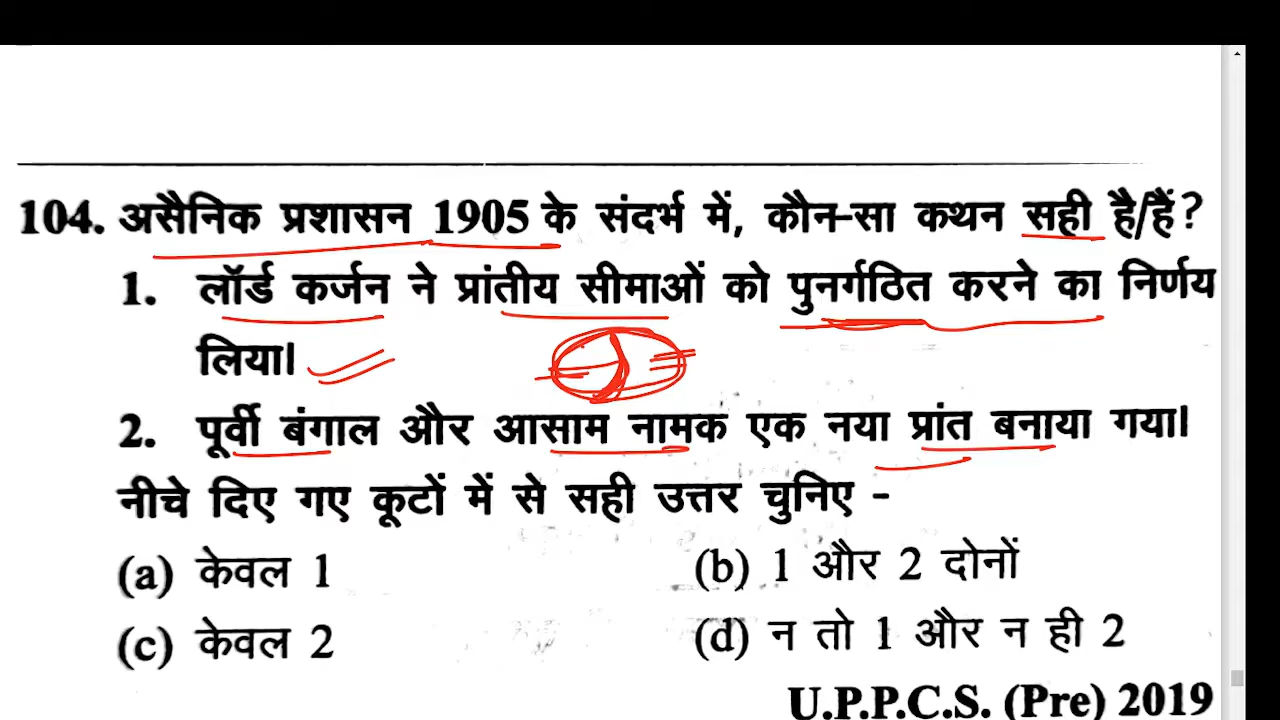 104. असैनिक प्रशासन 1905 के संदर्भ में, कौन-सा कथन सही है/हैं?
1. लॉर्ड कर्जन ने प्रांतीय सीमाओं को पुनर्गठित करने का निर्णय
लिया।
2. पूर्वी बंगाल और आसाम नामक एक नया प्रांत बनाया गया।
नीचे दिए गए कूटों में से सही उत्तर चुनिए -
(a) केवल 1 (b) 1 और 2 दोनों
(c) केवल 2 (d) न तो 1 और न ही 2
U.P.P.C.S. (Pre) 2019